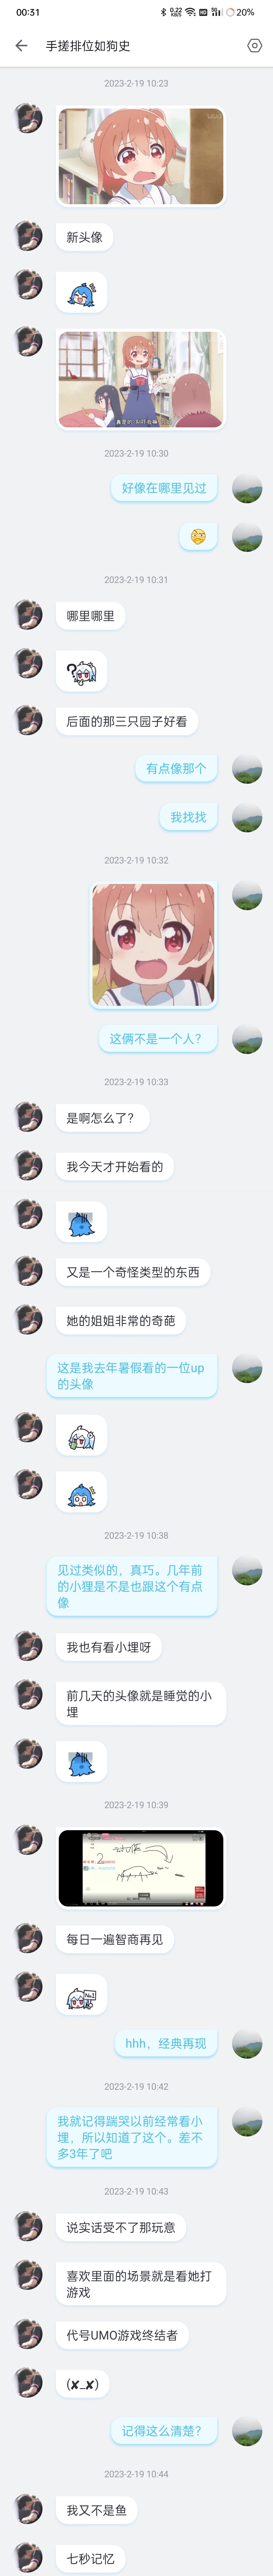 00:31
0.22
KB/S
HD
5G
20%
手搓排位如狗史
2023-2-19 10:23
新头像
2023-2-19 10:30
好像在哪里见过
2023-2-19 10:31
哪里哪里
?
后面的那三只园子好看
有点像那个
我找找
2023-2-19 10:32
这俩不是一个人?
2023-2-19 10:33
是啊怎么了?
我今天才开始看的
又是一个奇怪类型的东西
她的姐姐非常的奇葩
这是我去年暑假看的一位up
的头像
2023-2-19 10:38
见过类似的，真巧。几年前
的小狸是不是也跟这个有点
像
我也有看小埋呀
前几天的头像就是睡觉的小
埋
2023-2-19 10:39
2
每日一遍智商再见
No.1
hhh，经典再现
2023-2-19 10:42
我就记得踹哭以前经常看小
埋，所以知道了这个。差不
多3年了吧
2023-2-19 10:43
说实话受不了那玩意
喜欢里面的场景就是看她打
游戏
代号UMO游戏终结者
(✘_✘)
记得这么清楚?
2023-2-19 10:44
我又不是鱼
七秒记忆